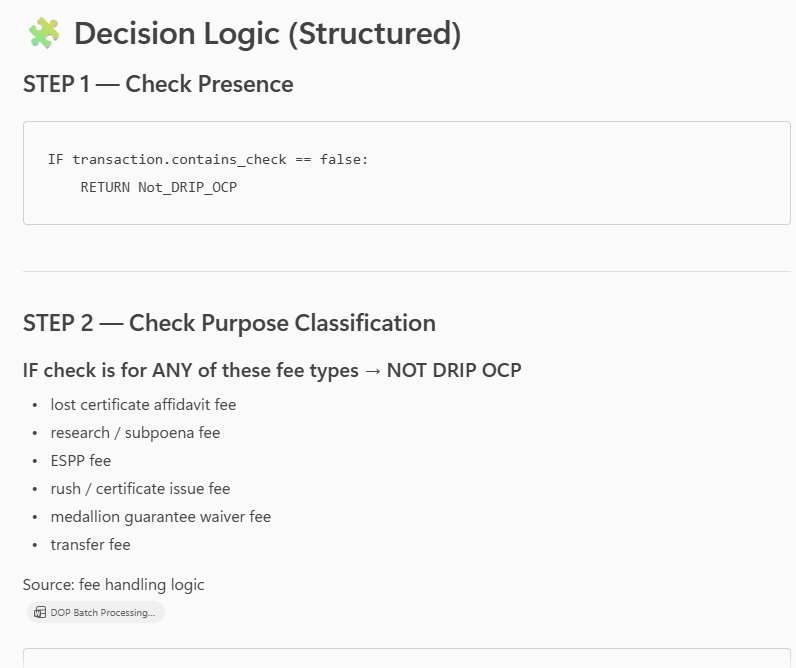 Decision Logic (Structured)
STEP 1 — Check Presence
IF transaction.contains_check == false:
    RETURN Not_DRIP_OCP
STEP 2 — Check Purpose Classification
IF check is for ANY of these fee types → NOT DRIP OCP
• lost certificate affidavit fee
• research / subpoena fee
• ESPP fee
• rush / certificate issue fee
• medallion guarantee waiver fee
• transfer fee
Source: fee handling logic
DOP Batch Processing...